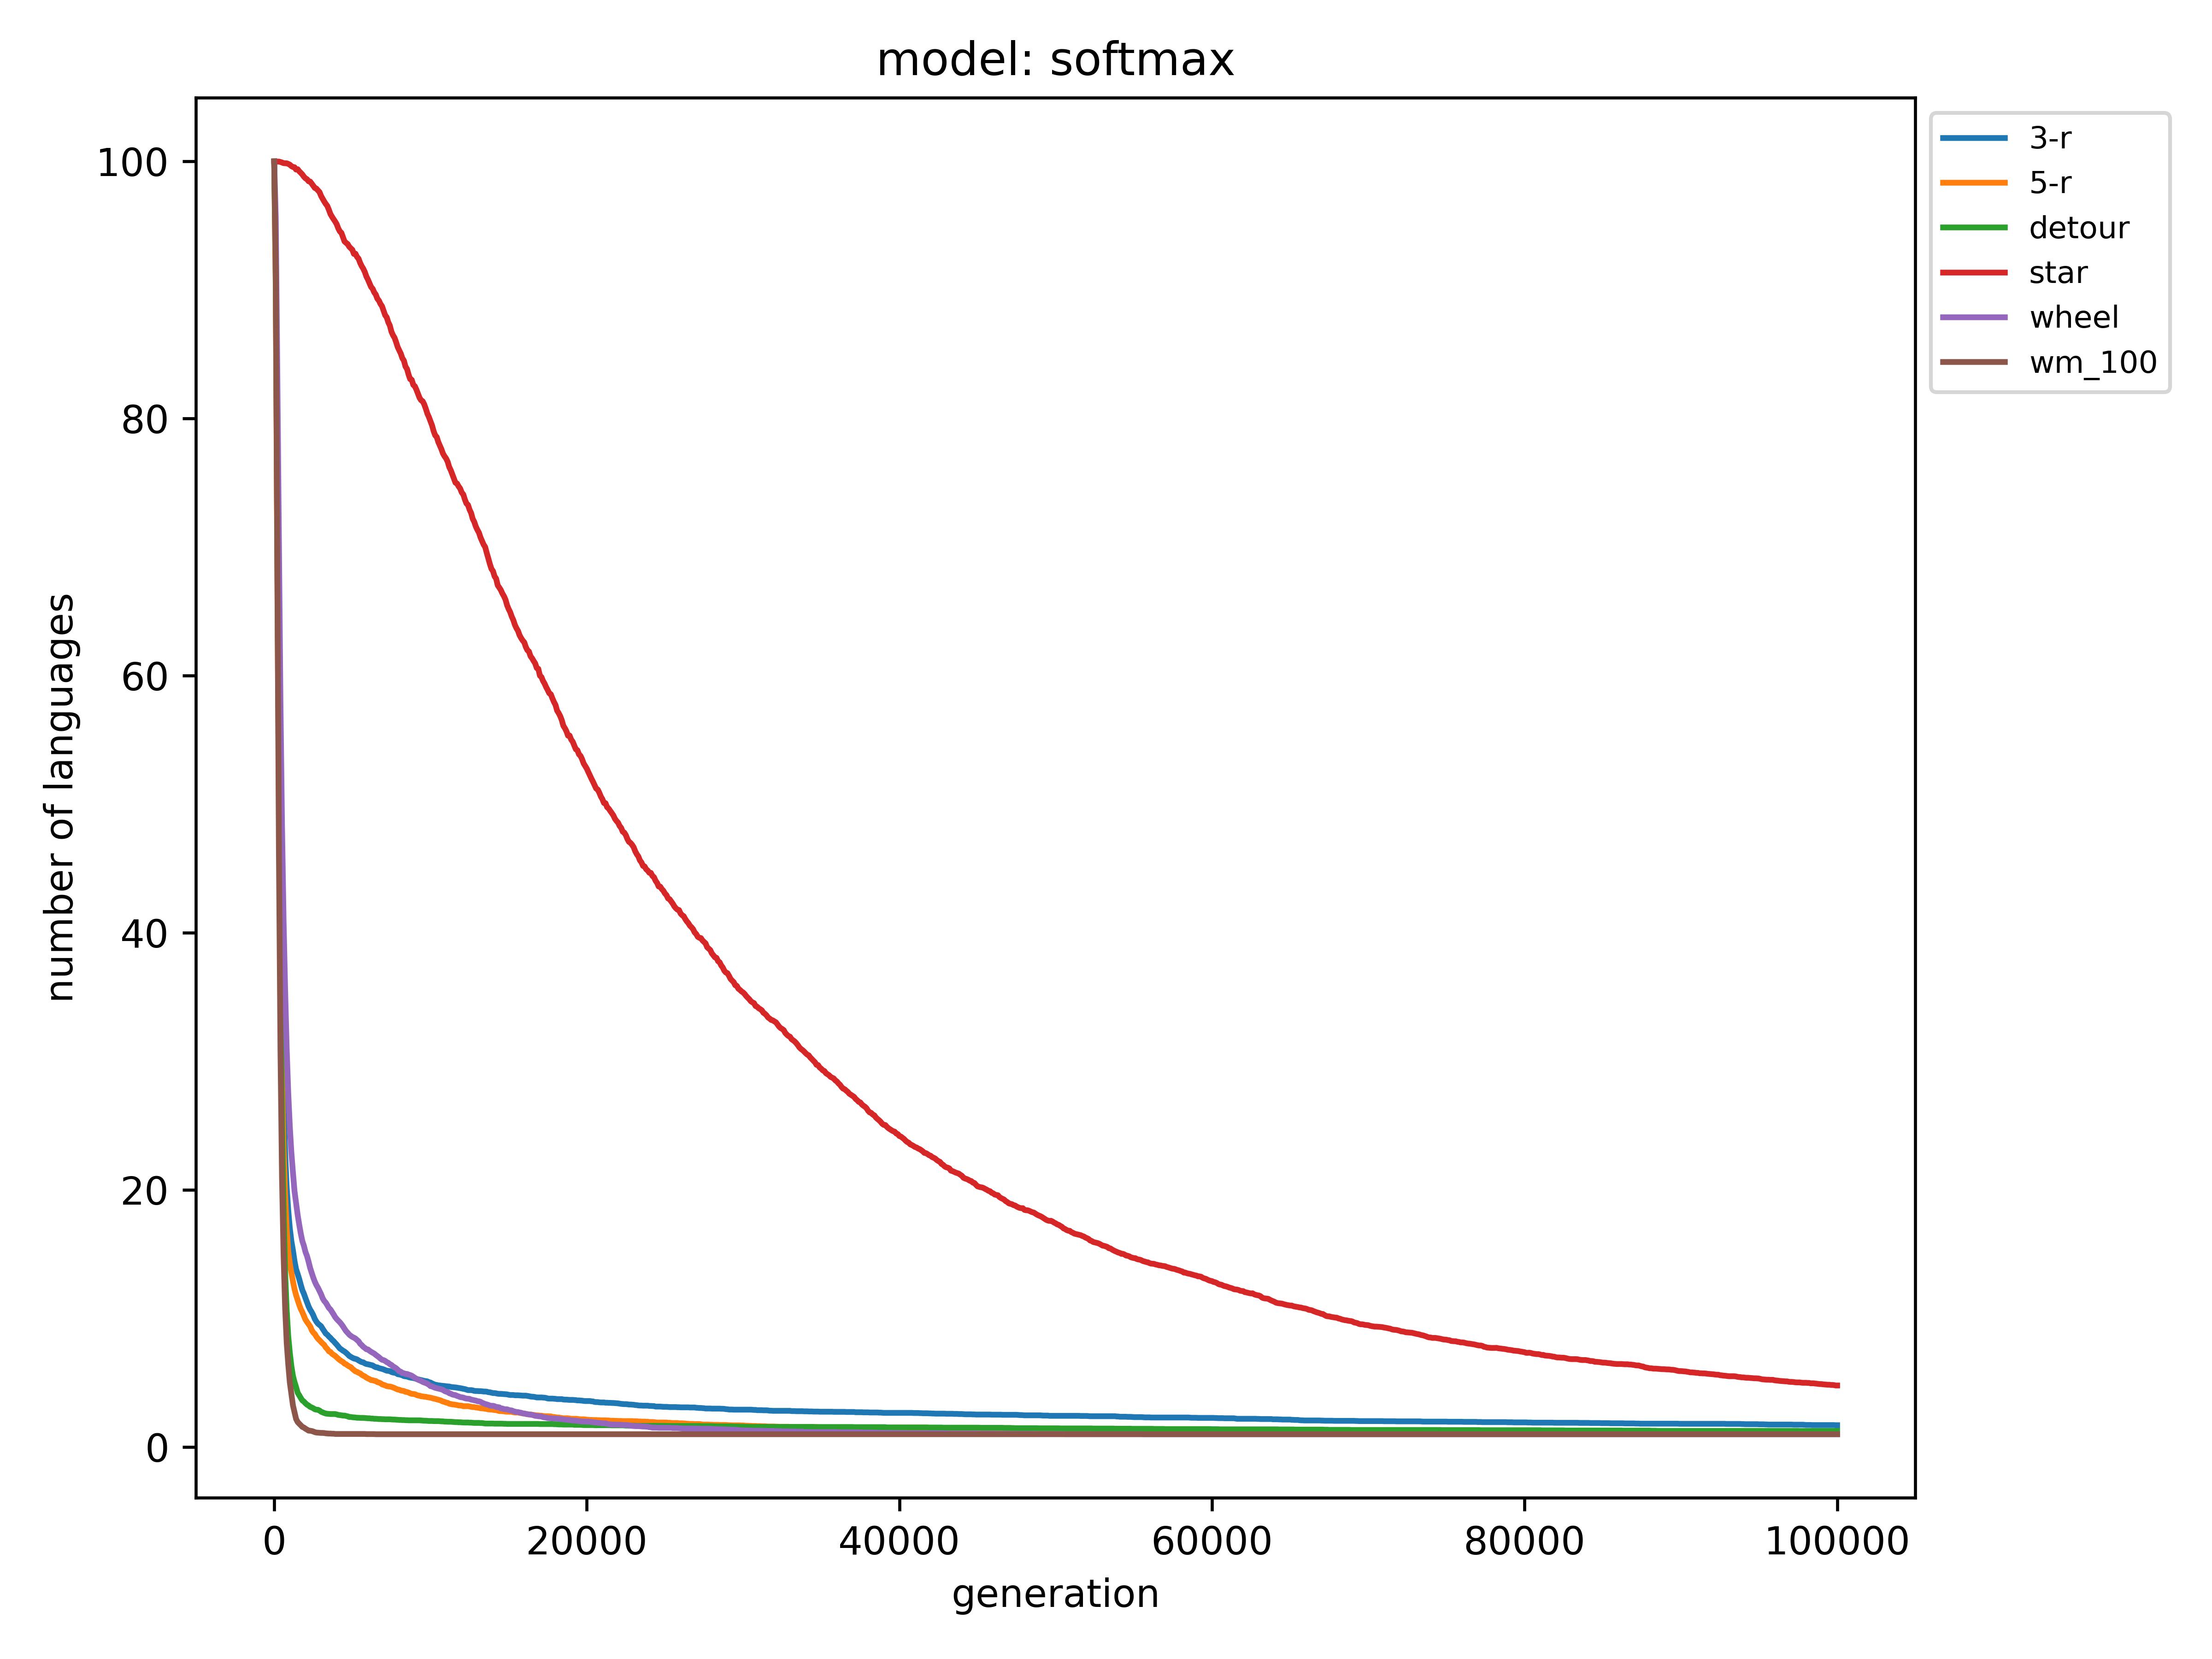 model: softmax
number of languages
100
80
60
40
20
0
0 20000 40000 60000 80000 100000
generation
3-r
5-r
detour
star
wheel
wm_100